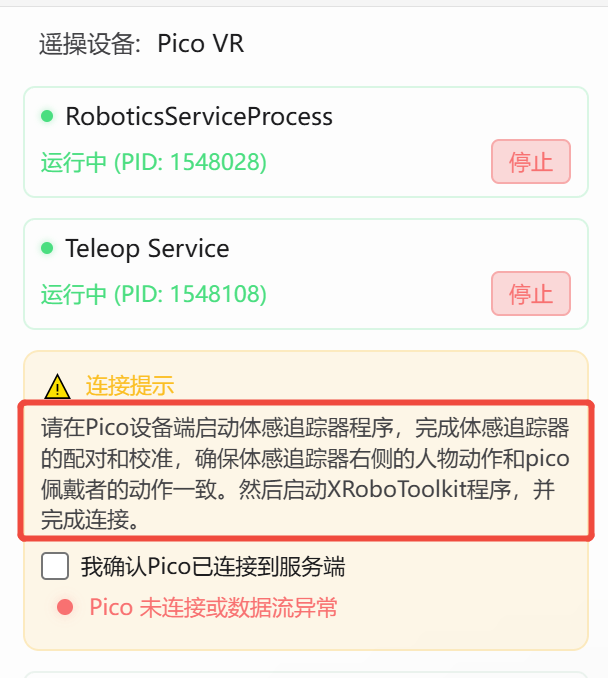 遥操设备: Pico VR
RoboticsServiceProcess
运行中 (PID: 1548028)
停止
Teleop Service
运行中 (PID: 1548108)
停止
连接提示
请在Pico设备端启动体感追踪器程序，完成体感追踪器
的配对和校准，确保体感追踪器右侧的人物动作和pico
佩戴者的动作一致。然后启动XRoboToolkit程序，并
完成连接。
我确认Pico已连接到服务端
Pico 未连接或数据流异常